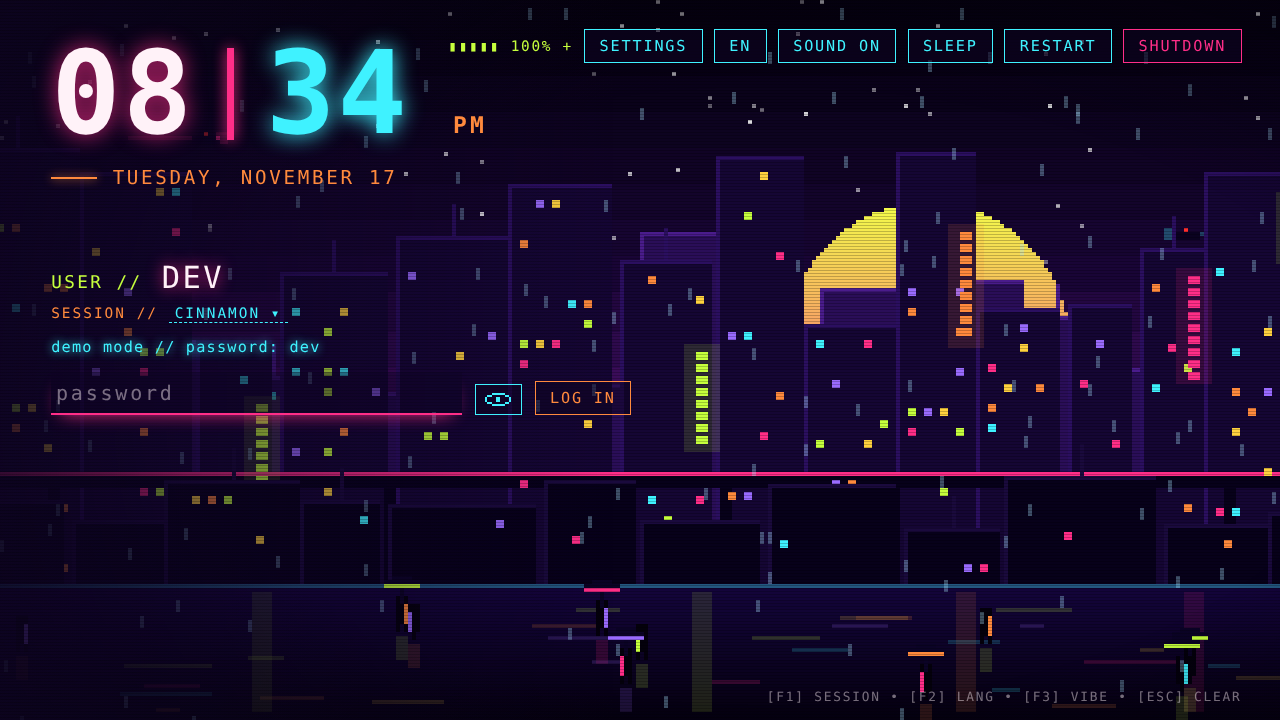 08|34 PM
▮▮▮▮▮ 100% + SETTINGS EN SOUND ON SLEEP RESTART SHUTDOWN
TUESDAY, NOVEMBER 17
USER // DEV
SESSION // CINNAMON ▾
demo mode // password: dev
password LOG IN
[F1] SESSION • [F2] LANG • [F3] VIBE • [ESC] CLEAR